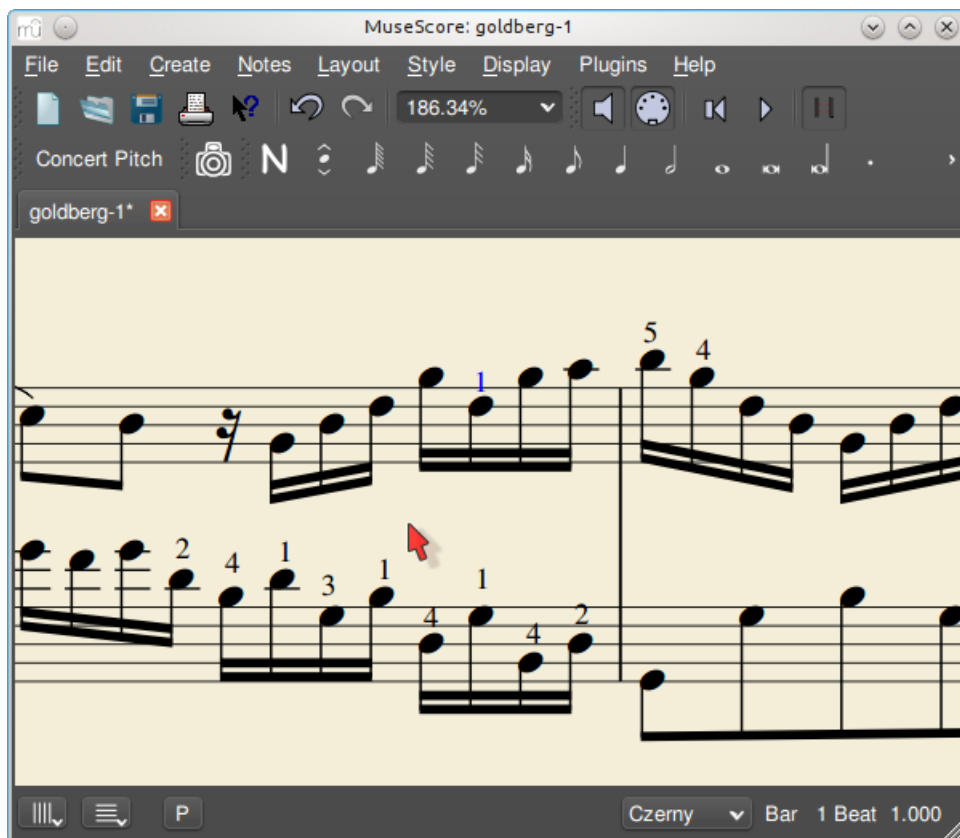 MuseScore: goldberg-1
File Edit Create Notes Layout Style Display Plugins Help
186.34%
Concert Pitch N
goldberg-1*
5
1 4
2 4 1 3 1 4 1 4 2
P Czerny Bar 1 Beat 1.000